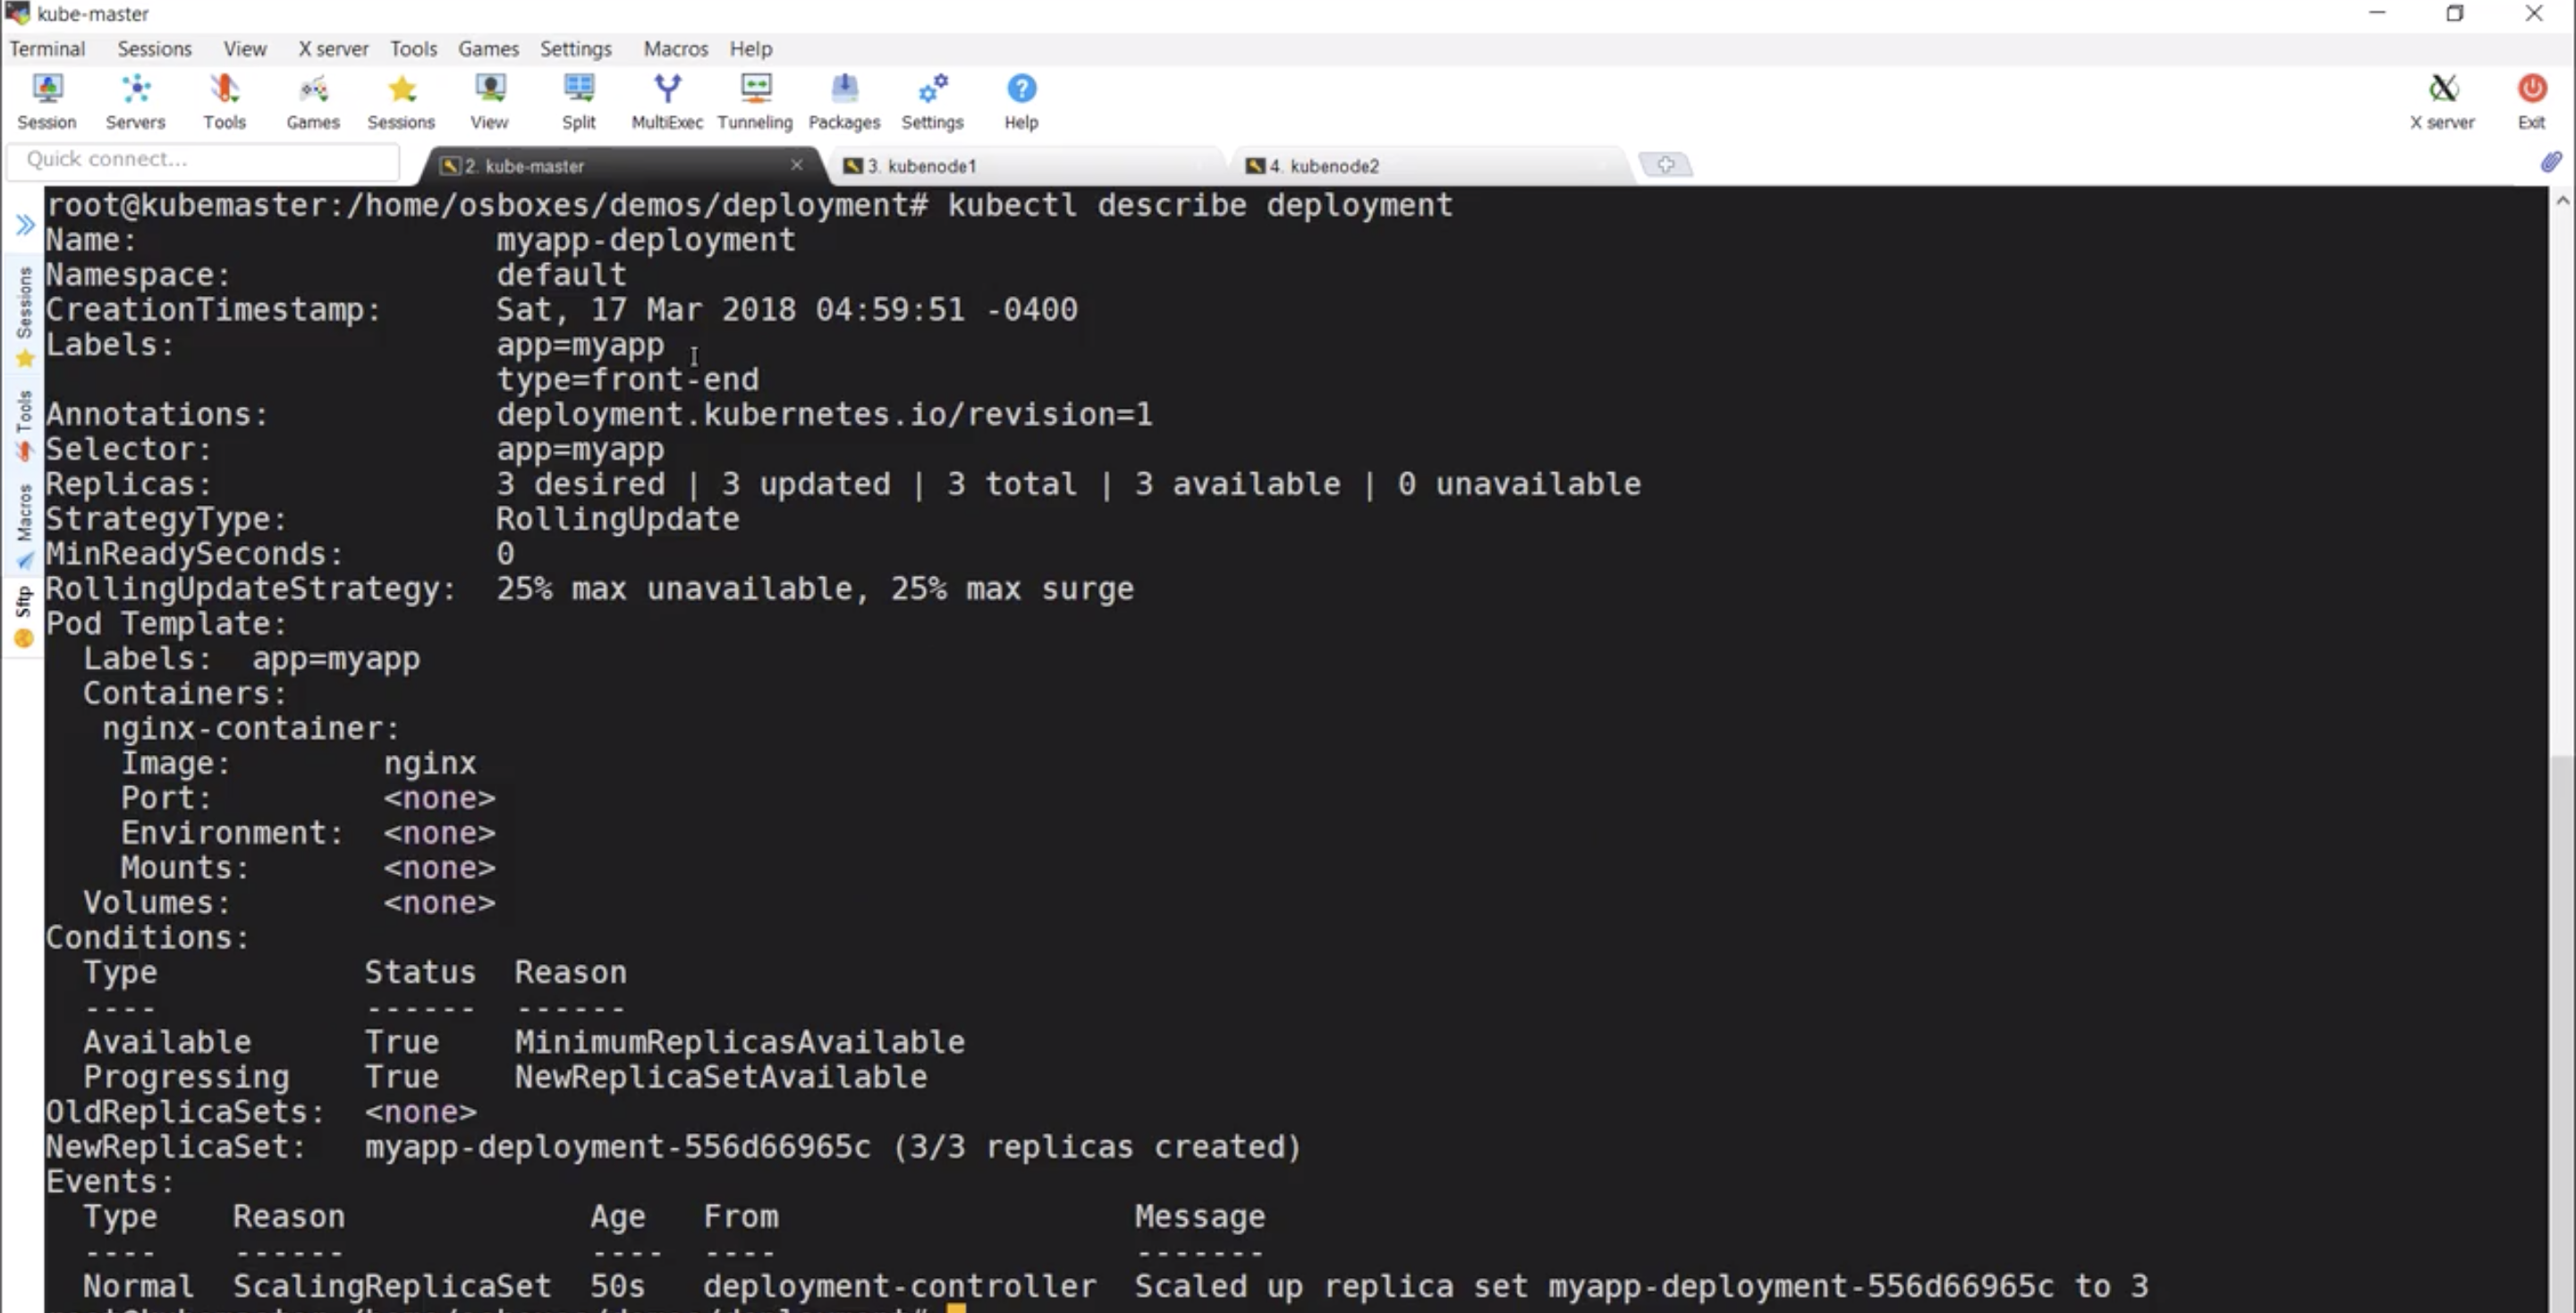 kube-master
Terminal Sessions View X server Tools Games Settings Macros Help
Session Servers Tools Games Sessions View Split MultiExec Tunneling Packages Settings Help X server Exit
Quick connect... 2. kube-master 3. kubenode1 4. kubenode2
Sessions
Tools
Macros
Sftp
root@kubemaster:/home/osboxes/demos/deployment# kubectl describe deployment
Name: myapp-deployment
Namespace: default
CreationTimestamp: Sat, 17 Mar 2018 04:59:51 -0400
Labels: app=myapp
type=front-end
Annotations: deployment.kubernetes.io/revision=1
Selector: app=myapp
Replicas: 3 desired | 3 updated | 3 total | 3 available | 0 unavailable
StrategyType: RollingUpdate
MinReadySeconds: 0
RollingUpdateStrategy: 25% max unavailable, 25% max surge
Pod Template:
Labels: app=myapp
Containers:
nginx-container:
Image: nginx
Port: <none>
Environment: <none>
Mounts: <none>
Volumes: <none>
Conditions:
Type Status Reason
---- ------ ------
Available True MinimumReplicasAvailable
Progressing True NewReplicaSetAvailable
OldReplicaSets: <none>
NewReplicaSet: myapp-deployment-556d66965c (3/3 replicas created)
Events:
Type Reason Age From Message
---- ------ ---- ---- -------
Normal ScalingReplicaSet 50s deployment-controller Scaled up replica set myapp-deployment-556d66965c to 3